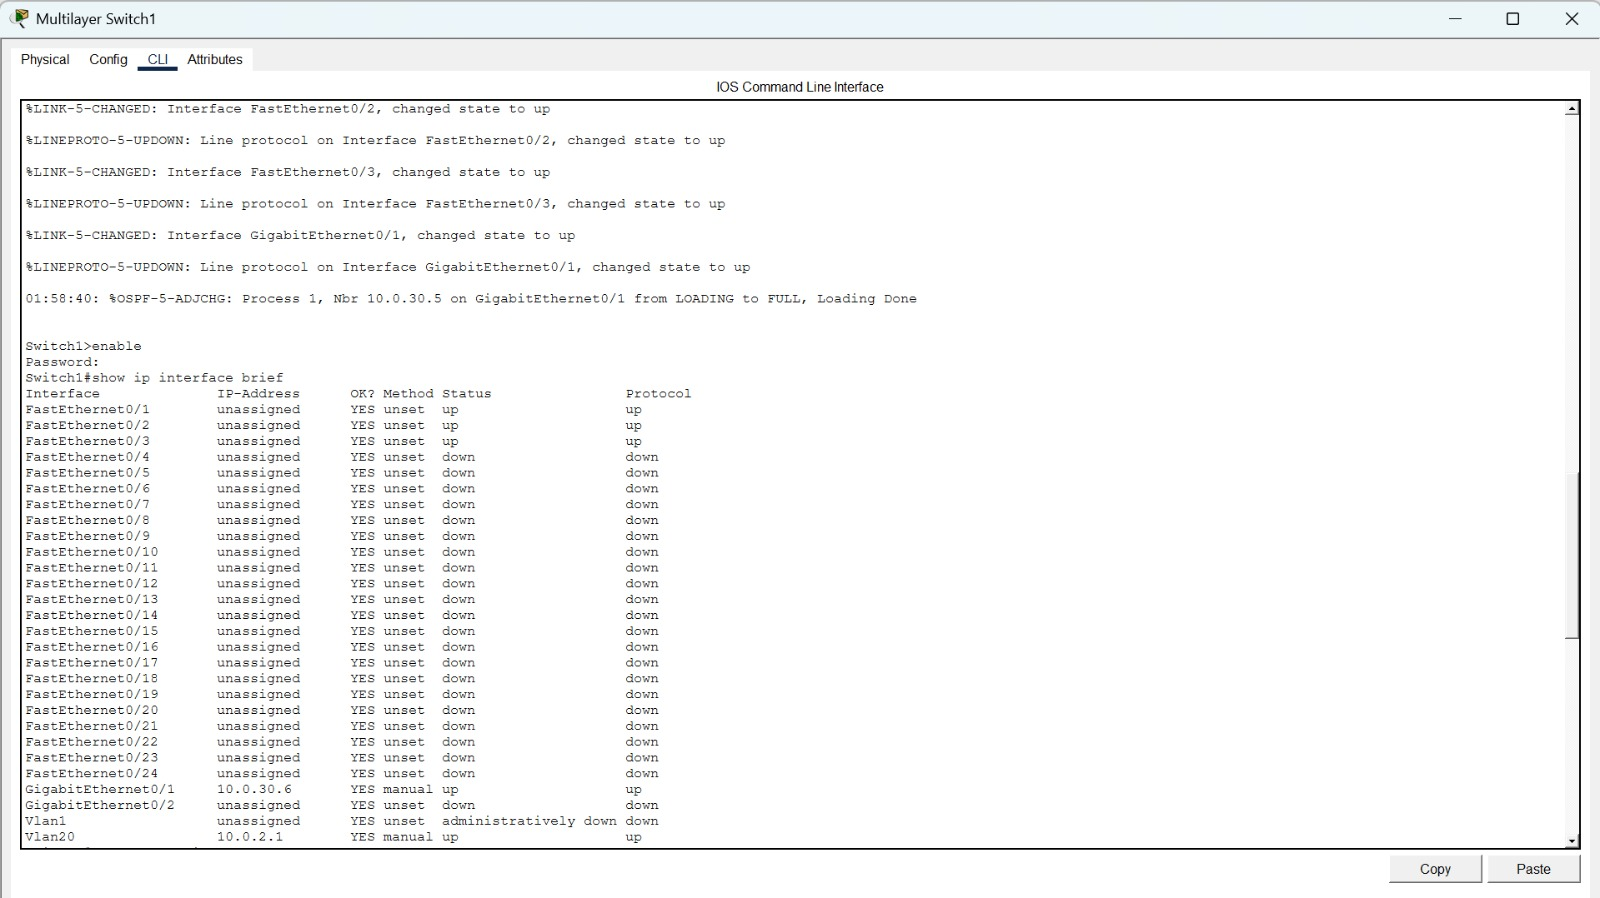 Multilayer Switch1
Physical Config CLI Attributes
IOS Command Line Interface
%LINK-5-CHANGED: Interface FastEthernet0/2, changed state to up
%LINEPROTO-5-UPDOWN: Line protocol on Interface FastEthernet0/2, changed state to up
%LINK-5-CHANGED: Interface FastEthernet0/3, changed state to up
%LINEPROTO-5-UPDOWN: Line protocol on Interface FastEthernet0/3, changed state to up
%LINK-5-CHANGED: Interface GigabitEthernet0/1, changed state to up
%LINEPROTO-5-UPDOWN: Line protocol on Interface GigabitEthernet0/1, changed state to up
01:58:40: %OSPF-5-ADJCHG: Process 1, Nbr 10.0.30.5 on GigabitEthernet0/1 from LOADING to FULL, Loading Done
Switch1>enable
Password:
Switch1#show ip interface brief
Interface IP-Address OK? Method Status Protocol
FastEthernet0/1 unassigned YES unset up up
FastEthernet0/2 unassigned YES unset up up
FastEthernet0/3 unassigned YES unset up up
FastEthernet0/4 unassigned YES unset down down
FastEthernet0/5 unassigned YES unset down down
FastEthernet0/6 unassigned YES unset down down
FastEthernet0/7 unassigned YES unset down down
FastEthernet0/8 unassigned YES unset down down
FastEthernet0/9 unassigned YES unset down down
FastEthernet0/10 unassigned YES unset down down
FastEthernet0/11 unassigned YES unset down down
FastEthernet0/12 unassigned YES unset down down
FastEthernet0/13 unassigned YES unset down down
FastEthernet0/14 unassigned YES unset down down
FastEthernet0/15 unassigned YES unset down down
FastEthernet0/16 unassigned YES unset down down
FastEthernet0/17 unassigned YES unset down down
FastEthernet0/18 unassigned YES unset down down
FastEthernet0/19 unassigned YES unset down down
FastEthernet0/20 unassigned YES unset down down
FastEthernet0/21 unassigned YES unset down down
FastEthernet0/22 unassigned YES unset down down
FastEthernet0/23 unassigned YES unset down down
FastEthernet0/24 unassigned YES unset down down
GigabitEthernet0/1 10.0.30.6 YES manual up up
GigabitEthernet0/2 unassigned YES unset down down
Vlan1 unassigned YES unset administratively down down
Vlan20 10.0.2.1 YES manual up up
Copy Paste